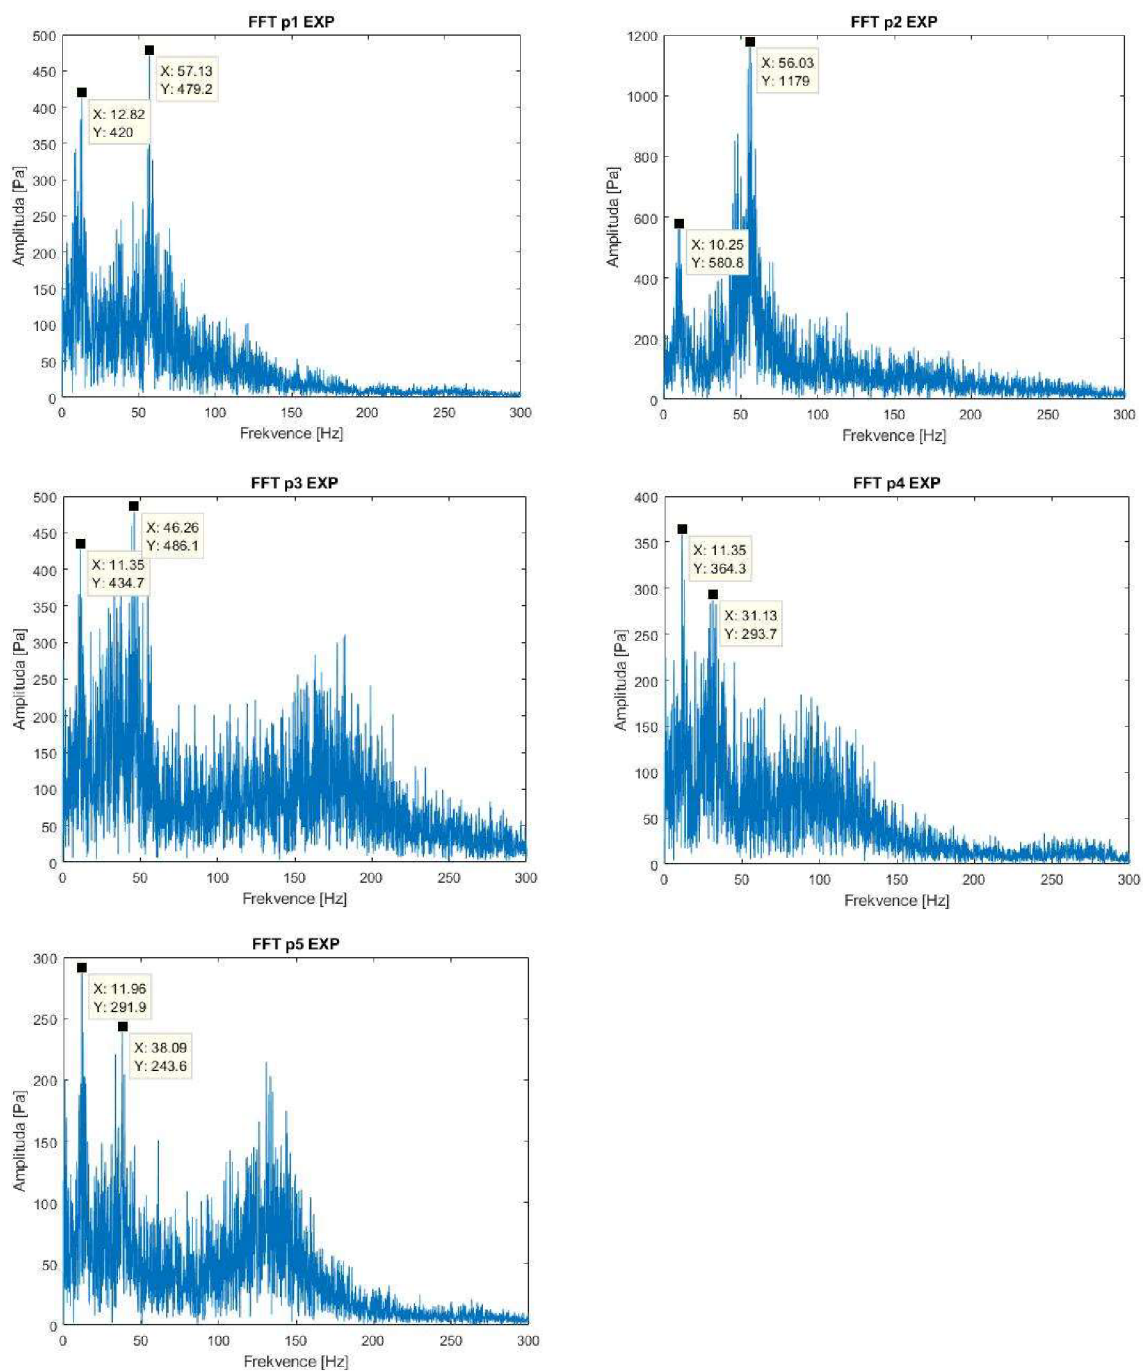 FFT p1 EXP
500
450
400
350
300
250
200
150
100
50
0
Amplituda [Pa]
X: 12.82
Y: 420
X: 57.13
Y: 479.2
0 50 100 150 200 250 300
Frekvence [Hz]
FFT p2 EXP
1200
1000
800
600
400
200
0
Amplituda [Pa]
X: 10.25
Y: 580.8
X: 56.03
Y: 1179
0 50 100 150 200 250 300
Frekvence [Hz]
FFT p3 EXP
500
450
400
350
300
250
200
150
100
50
0
Amplituda [Pa]
X: 11.35
Y: 434.7
X: 46.26
Y: 486.1
0 50 100 150 200 250 300
Frekvence [Hz]
FFT p4 EXP
400
350
300
250
200
150
100
50
0
Amplituda [Pa]
X: 11.35
Y: 364.3
X: 31.13
Y: 293.7
0 50 100 150 200 250 300
Frekvence [Hz]
FFT p5 EXP
300
250
200
150
100
50
0
Amplituda [Pa]
X: 11.96
Y: 291.9
X: 38.09
Y: 243.6
0 50 100 150 200 250 300
Frekvence [Hz]